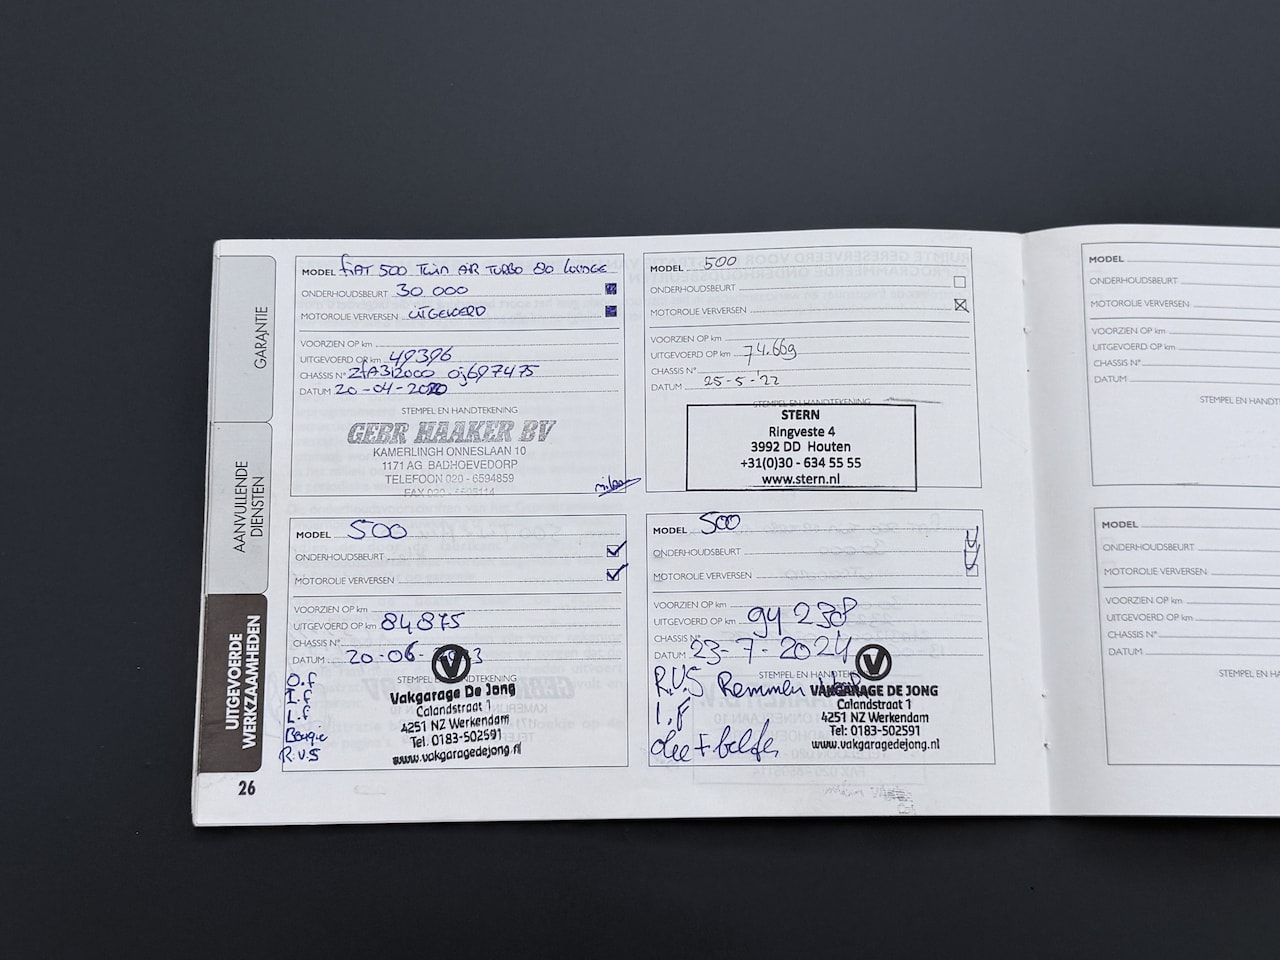 GARANTIE
AANVULLENDE
DIENSTEN
UITGEVOERDE
WERKZAAMHEDEN
26
MODEL FIAT 500 Twin AIR TURBO 80 Lounge
ONDERHOUDSBEURT 30 000
MOTOROLIE VERVERSEN UITGEVOERD
VOORZIEN OP km
UITGEVOERD OP km 49396
CHASSIS N° ZFA312000 0J697475
DATUM 20-04-2020
STEMPEL EN HANDTEKENING
GEBR HAAKER BV
KAMERLINGH ONNESLAAN 10
1171 AG BADHOEVEDORP
TELEFOON 020 - 6594859
FAX 020 -
MODEL 500
ONDERHOUDSBEURT
MOTOROLIE VERVERSEN
VOORZIEN OP km
UITGEVOERD OP km 74.669
CHASSIS N°
DATUM 25-5-'22
STEMPEL EN HANDTEKENING
STERN
Ringveste 4
3992 DD Houten
+31(0)30 - 634 55 55
www.stern.nl
MODEL 500
ONDERHOUDSBEURT
MOTOROLIE VERVERSEN
VOORZIEN OP km
UITGEVOERD OP km 84875
CHASSIS N°
DATUM 20-06-
O.f
I.f
L.f
Bougie
R.V.S
Vakgarage De Jong
Calandstraat 1
4251 NZ Werkendam
Tel. 0183-502591
www.vakgaragedejong.nl
MODEL 500
ONDERHOUDSBEURT
MOTOROLIE VERVERSEN
VOORZIEN OP km
UITGEVOERD OP km 94 238
CHASSIS N°
DATUM 23-7-2024
STEMPEL EN
R.V.S Remmen
I.F
olie +
VAKGARAGE DE JONG
Calandstraat 1
4251 NZ Werkendam
Tel: 0183-502591
www.vakgaragedejong.nl
MODEL
ONDERHOUDSBEURT
MOTOROLIE VERVERSEN
VOORZIEN OP km
UITGEVOERD OP km
CHASSIS N°
DATUM
STEMPEL EN
MODEL
ONDERHOUDSBEURT
MOTOROLIE VERVERSEN
VOORZIEN OP km
UITGEVOERD OP km
CHASSIS N°
DATUM
STEMPEL EN